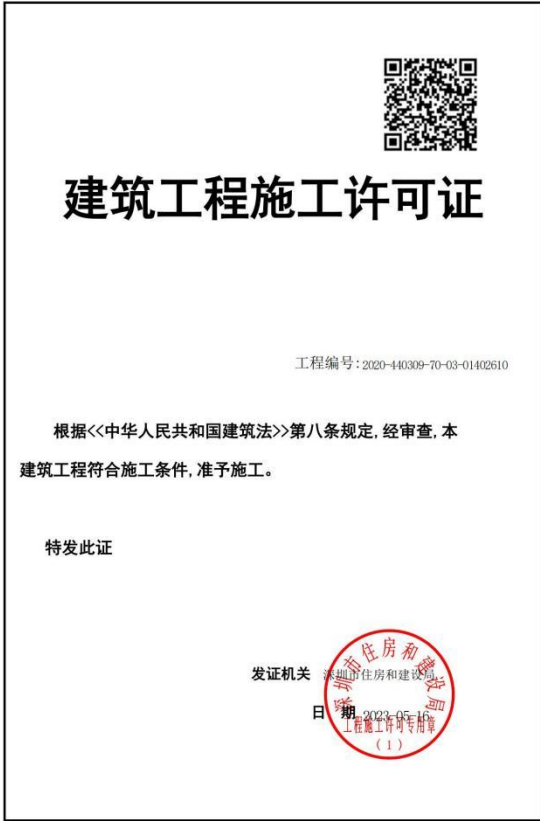 建筑工程施工许可证
工程编号:2020-440309-70-03-01402610
根据<<中华人民共和国建筑法>>第八条规定,经审查,本
建筑工程符合施工条件,准予施工。
特发此证
发证机关 深圳市住房和建设局
日 期 2023-05-16
深圳市住房和建设局
工程施工许可专用章
(1)